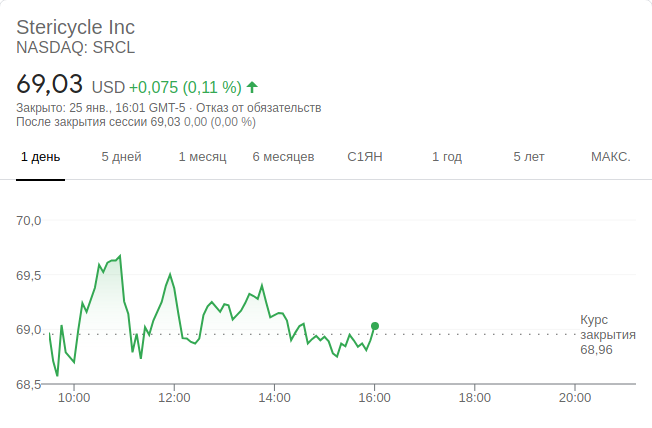 Stericycle Inc
NASDAQ: SRCL
69,03 USD +0,075 (0,11 %)
Закрыто: 25 янв., 16:01 GMT-5 · Отказ от обязательств
После закрытия сессии 69,03 0,00 (0,00 %)
1 день 5 дней 1 месяц 6 месяцев С1ЯН 1 год 5 лет МАКС.
70,0
69,5
69,0
68,5
Курс
закрытия
68,96
10:00 12:00 14:00 16:00 18:00 20:00